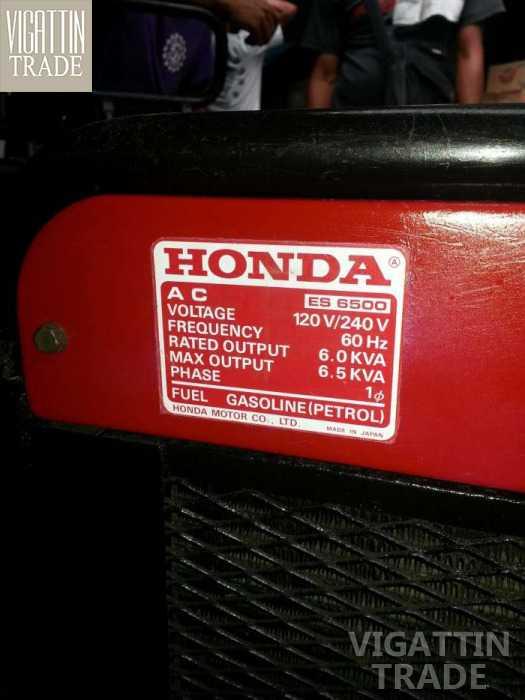 VIGATTIN
TRADE
HONDA
A
AC
ES 6500
VOLTAGE 120 V/240 V
FREQUENCY 60 Hz
RATED OUTPUT 6.0 KVA
MAX OUTPUT 6.5 KVA
PHASE 1ϕ
FUEL GASOLINE (PETROL)
HONDA MOTOR CO., LTD. MADE IN JAPAN
VIGATTIN
TRADE